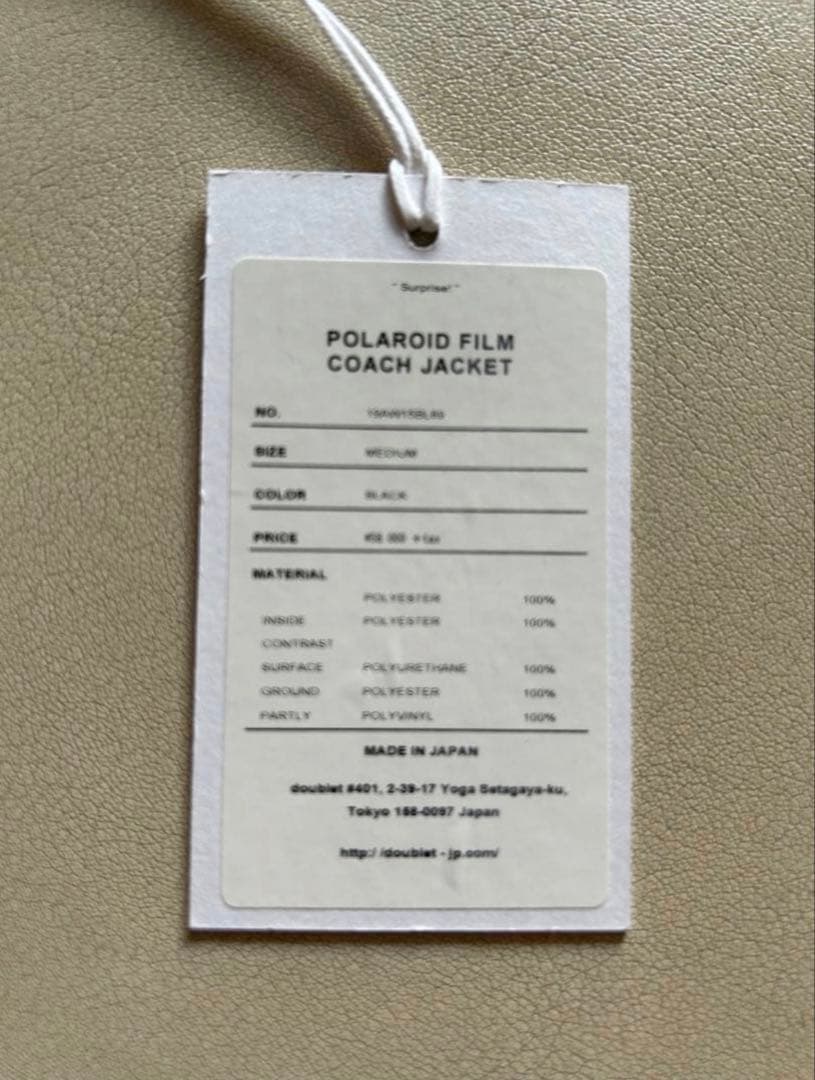 " Surprise! "
POLAROID FILM
COACH JACKET
NO.
SIZE MEDIUM
COLOR BLACK
PRICE + tax
MATERIAL
POLYESTER 100%
INSIDE POLYESTER 100%
CONTRAST
SURFACE POLYURETHANE 100%
GROUND POLYESTER 100%
PARTLY POLYVINYL 100%
MADE IN JAPAN
doublet #401, 2-39-17 Yoga Setagaya-ku,
Tokyo 158-0097 Japan
http:/ /doublet - jp.com/